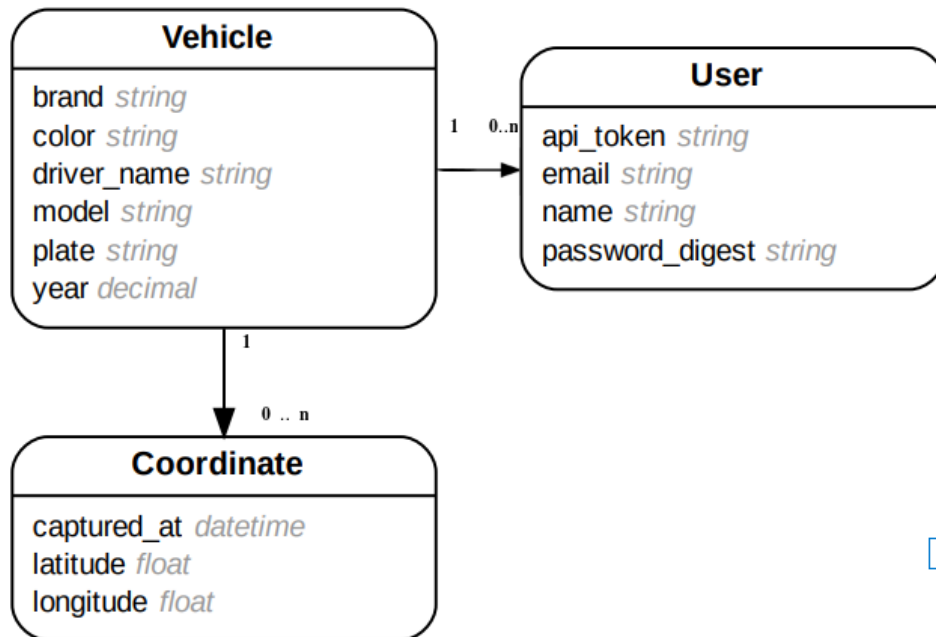 Vehicle
brand string
color string
driver_name string
model string
plate string
year decimal
1 0..n
User
api_token string
email string
name string
password_digest string
1
0 .. n
Coordinate
captured_at datetime
latitude float
longitude float